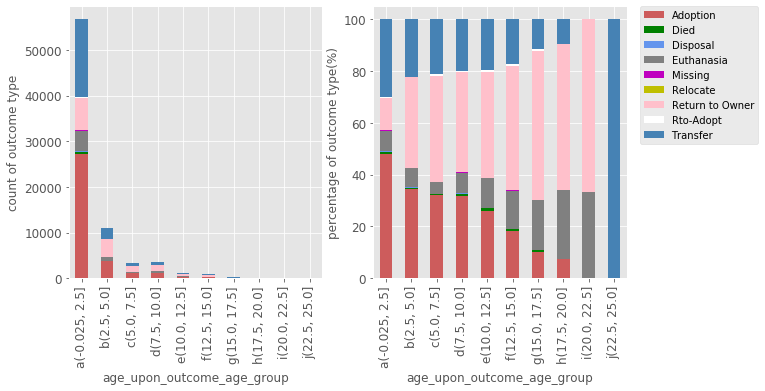 50000
40000
30000
20000
10000
0
count of outcome type
a(-0.025, 2.5]
b(2.5, 5.0]
c(5.0, 7.5]
d(7.5, 10.0]
e(10.0, 12.5]
f(12.5, 15.0]
g(15.0, 17.5]
h(17.5, 20.0]
i(20.0, 22.5]
j(22.5, 25.0]
age_upon_outcome_age_group
100
80
60
40
20
0
percentage of outcome type(%)
a(-0.025, 2.5]
b(2.5, 5.0]
c(5.0, 7.5]
d(7.5, 10.0]
e(10.0, 12.5]
f(12.5, 15.0]
g(15.0, 17.5]
h(17.5, 20.0]
i(20.0, 22.5]
j(22.5, 25.0]
age_upon_outcome_age_group
Adoption
Died
Disposal
Euthanasia
Missing
Relocate
Return to Owner
Rto-Adopt
Transfer